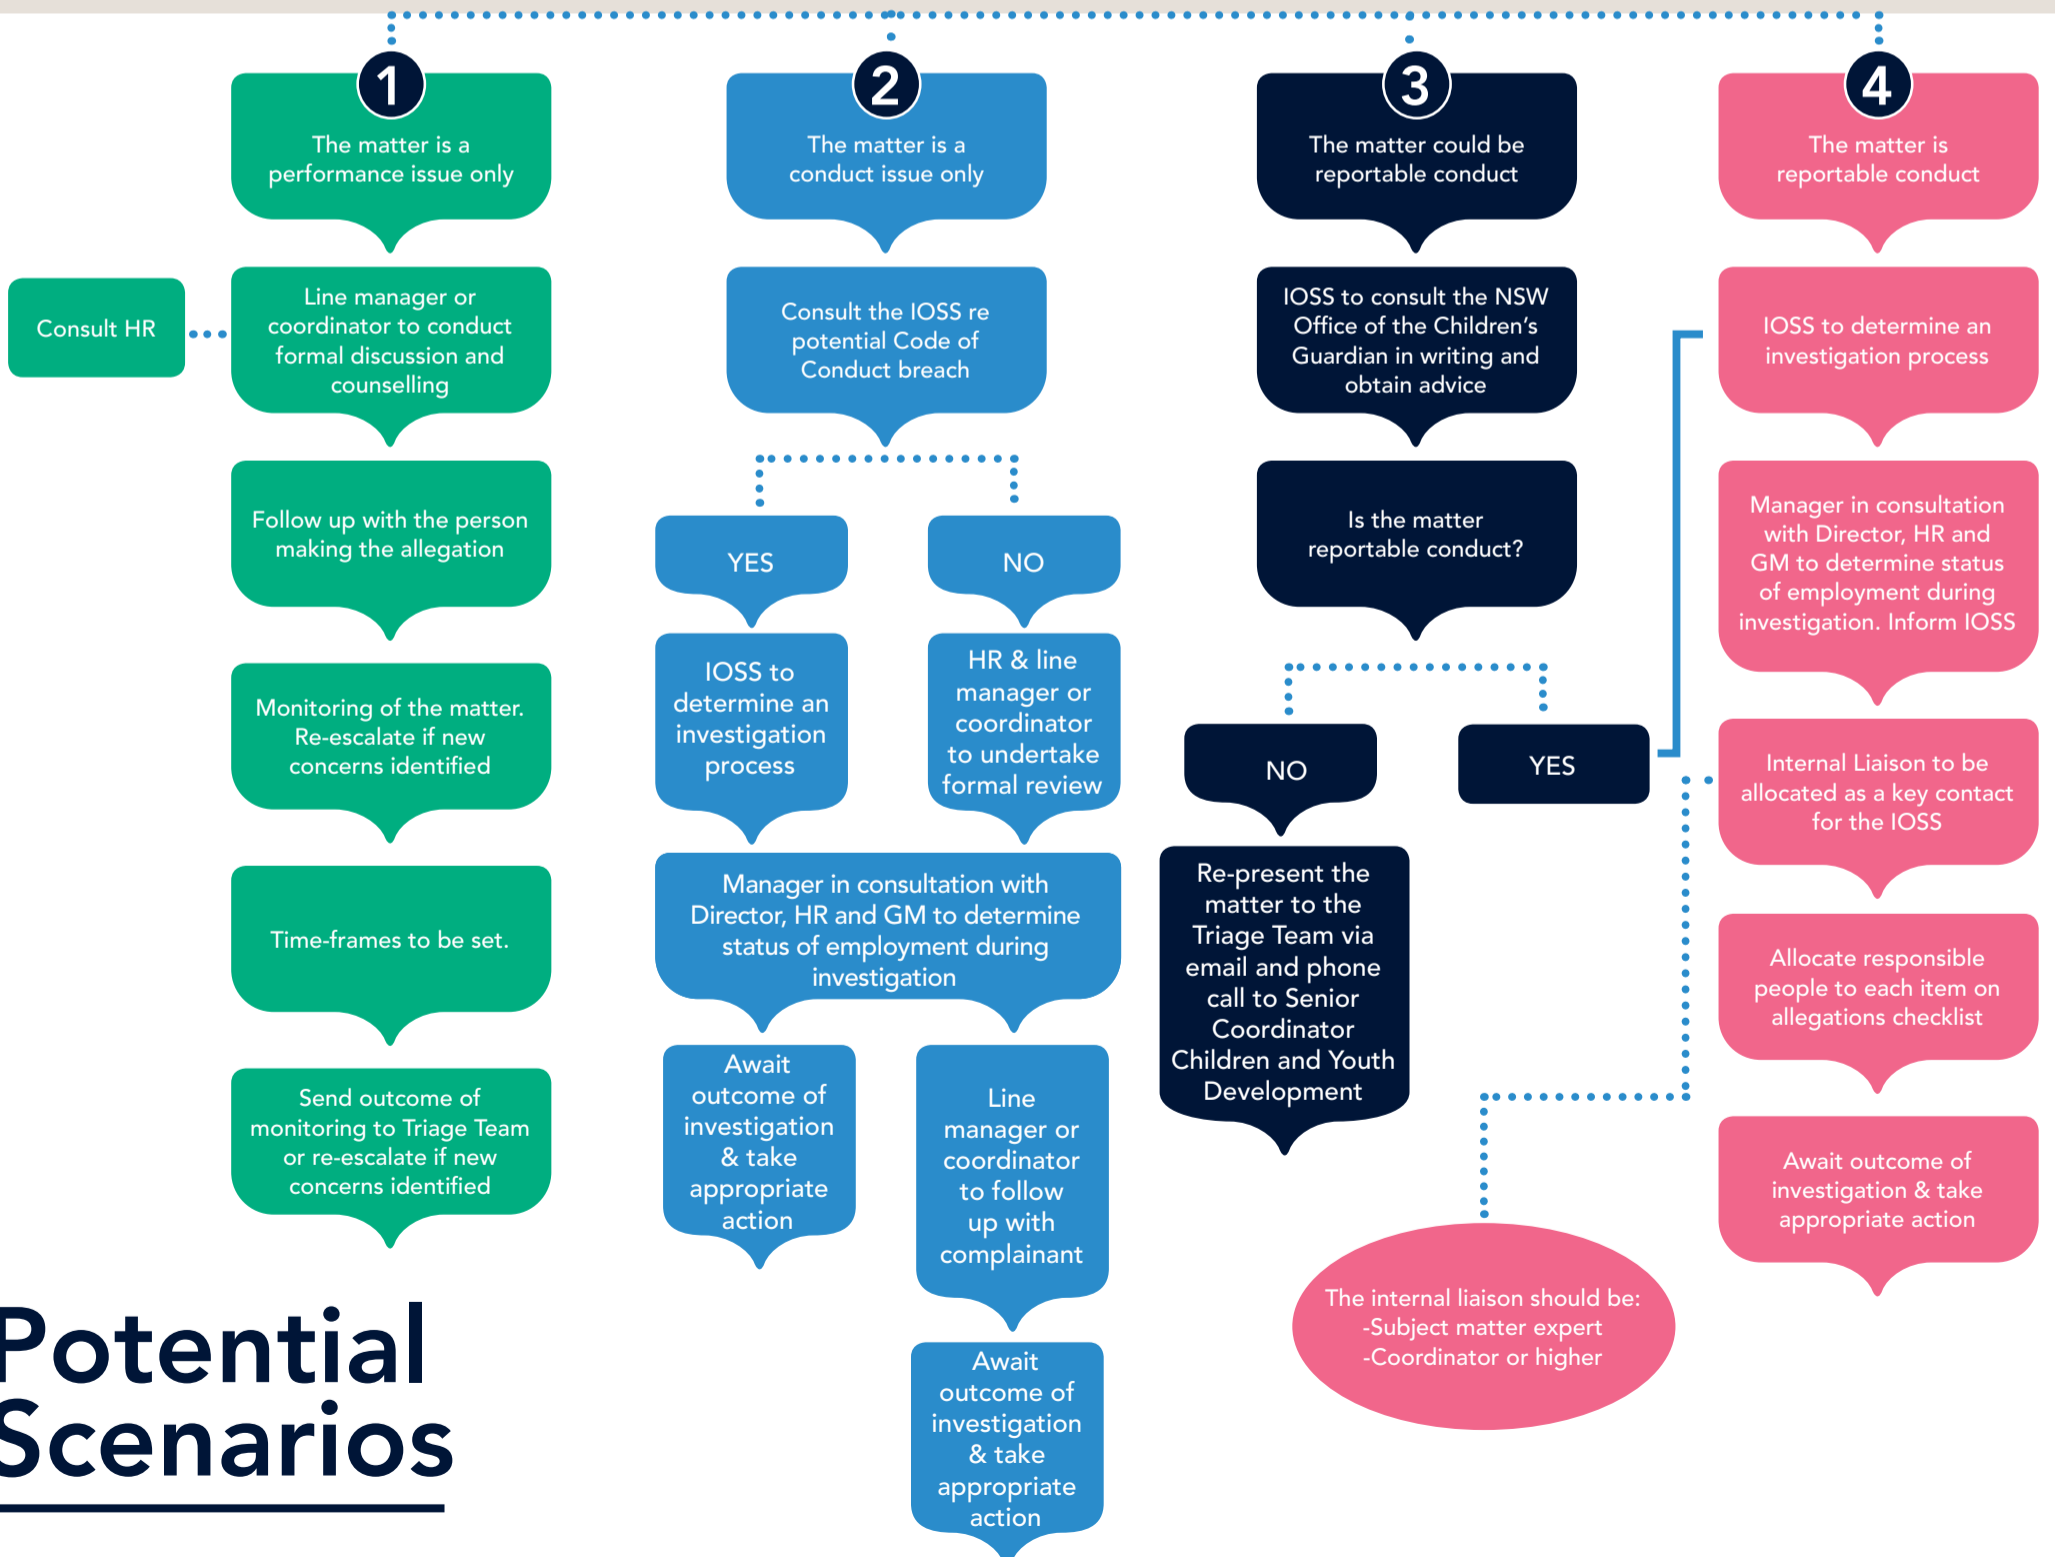 1
The matter is a
performance issue only
Consult HR
Line manager or
coordinator to conduct
formal discussion and
counselling
Follow up with the person
making the allegation
Monitoring of the matter.
Re-escalate if new
concerns identified
Time-frames to be set.
Send outcome of
monitoring to Triage Team
or re-escalate if new
concerns identified
2
The matter is a
conduct issue only
Consult the IOSS re
potential Code of
Conduct breach
YES
IOSS to
determine an
investigation
process
NO
HR & line
manager or
coordinator
to undertake
formal review
Manager in consultation with
Director, HR and GM to determine
status of employment during
investigation
Await
outcome of
investigation
& take
appropriate
action
Line
manager or
coordinator
to follow
up with
complainant
Await
outcome of
investigation
& take
appropriate
action
3
The matter could be
reportable conduct
IOSS to consult the NSW
Office of the Children’s
Guardian in writing and
obtain advice
Is the matter
reportable conduct?
NO
YES
Re-present the
matter to the
Triage Team via
email and phone
call to Senior
Coordinator
Children and Youth
Development
4
The matter is
reportable conduct
IOSS to determine an
investigation process
Manager in consultation
with Director, HR and
GM to determine status
of employment during
investigation. Inform IOSS
Internal Liaison to be
allocated as a key contact
for the IOSS
Allocate responsible
people to each item on
allegations checklist
Await outcome of
investigation & take
appropriate action
The internal liaison should be:
-Subject matter expert
-Coordinator or higher
Potential
Scenarios